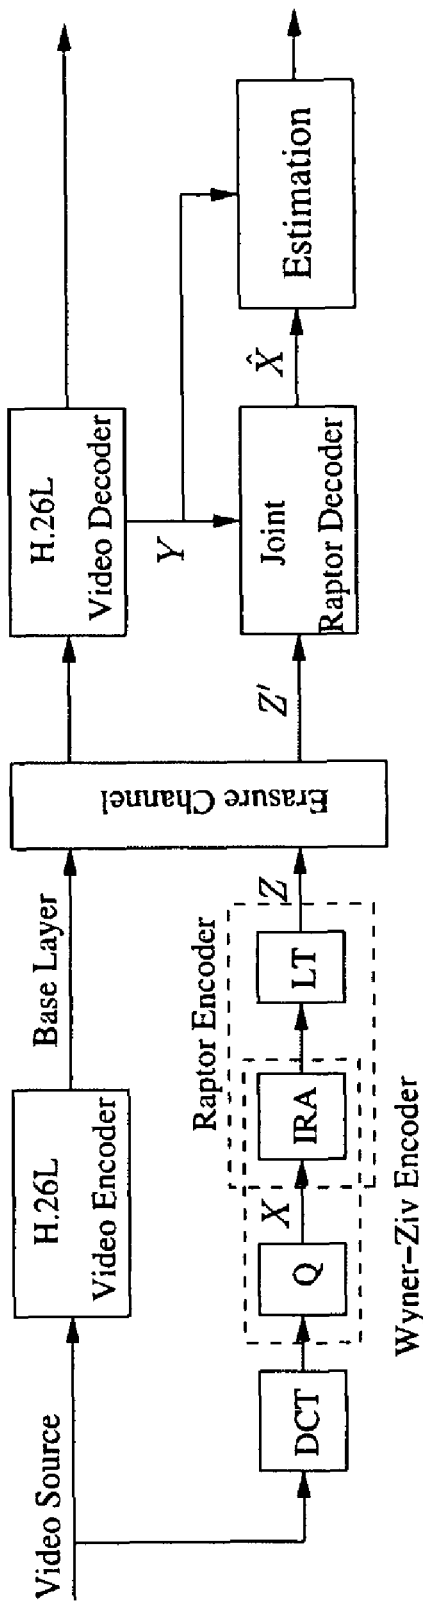 Video Source
H.26L
Video Encoder
Base Layer
Erasure Channel
H.26L
Video Decoder
DCT
Q
X
IRA
LT
Raptor Encoder
Wyner–Ziv Encoder
Z
Z'
Y
Joint
Raptor Decoder
X̂
Estimation